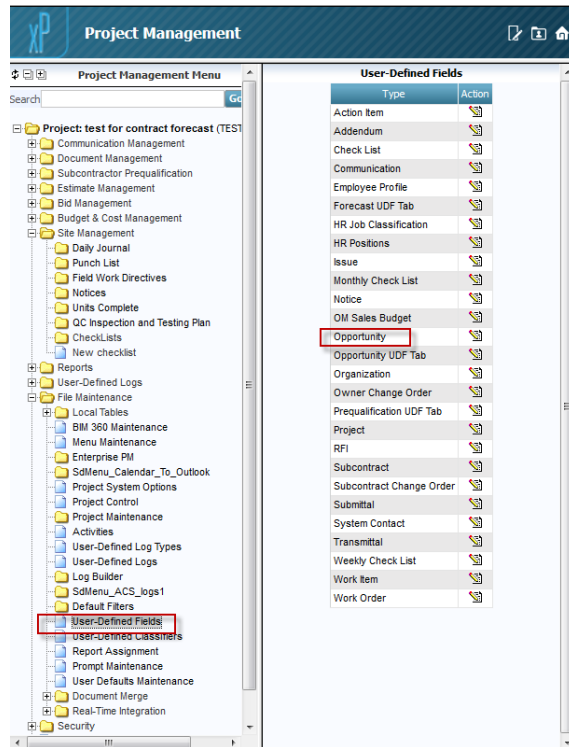 xP Project Management
Project Management Menu
Search Go
Project: test for contract forecast (TEST
Communication Management
Document Management
Subcontractor Prequalification
Estimate Management
Bid Management
Budget & Cost Management
Site Management
Daily Journal
Punch List
Field Work Directives
Notices
Units Complete
QC Inspection and Testing Plan
CheckLists
New checklist
Reports
User-Defined Logs
File Maintenance
Local Tables
BIM 360 Maintenance
Menu Maintenance
Enterprise PM
SdMenu_Calendar_To_Outlook
Project System Options
Project Control
Project Maintenance
Activities
User-Defined Log Types
User-Defined Logs
Log Builder
SdMenu_ACS_logs1
Default Filters
User-Defined Fields
User-Defined Classifiers
Report Assignment
Prompt Maintenance
User Defaults Maintenance
Document Merge
Real-Time Integration
Security
User-Defined Fields
Type Action
Action Item
Addendum
Check List
Communication
Employee Profile
Forecast UDF Tab
HR Job Classification
HR Positions
Issue
Monthly Check List
Notice
OM Sales Budget
Opportunity
Opportunity UDF Tab
Organization
Owner Change Order
Prequalification UDF Tab
Project
RFI
Subcontract
Subcontract Change Order
Submittal
System Contact
Transmittal
Weekly Check List
Work Item
Work Order